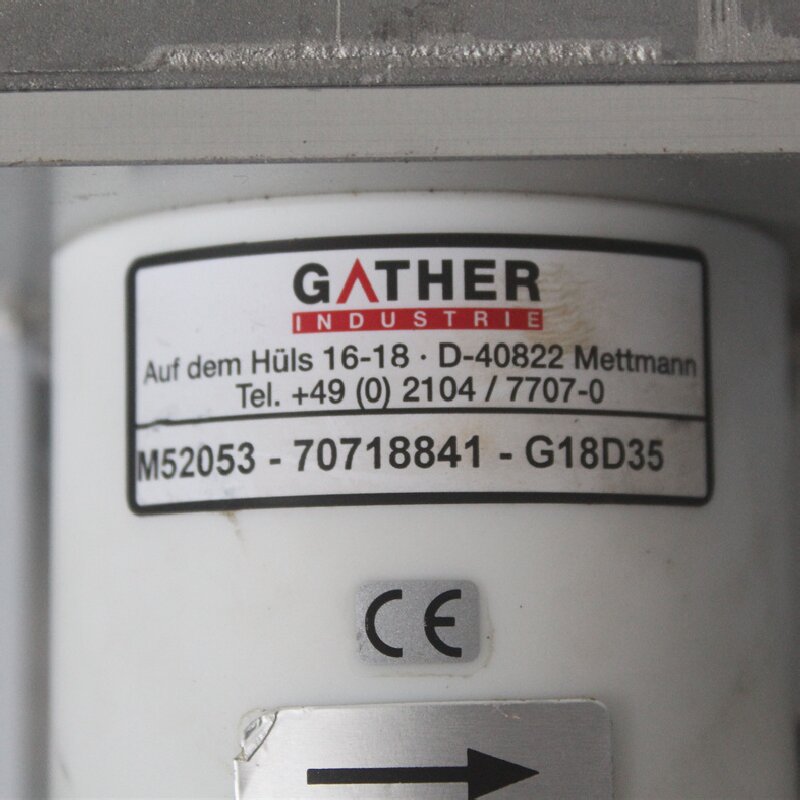 GATHER
INDUSTRIE
Auf dem Hüls 16-18 · D-40822 Mettmann
Tel. +49 (0) 2104 / 7707-0
M52053 - 70718841 - G18D35
CE